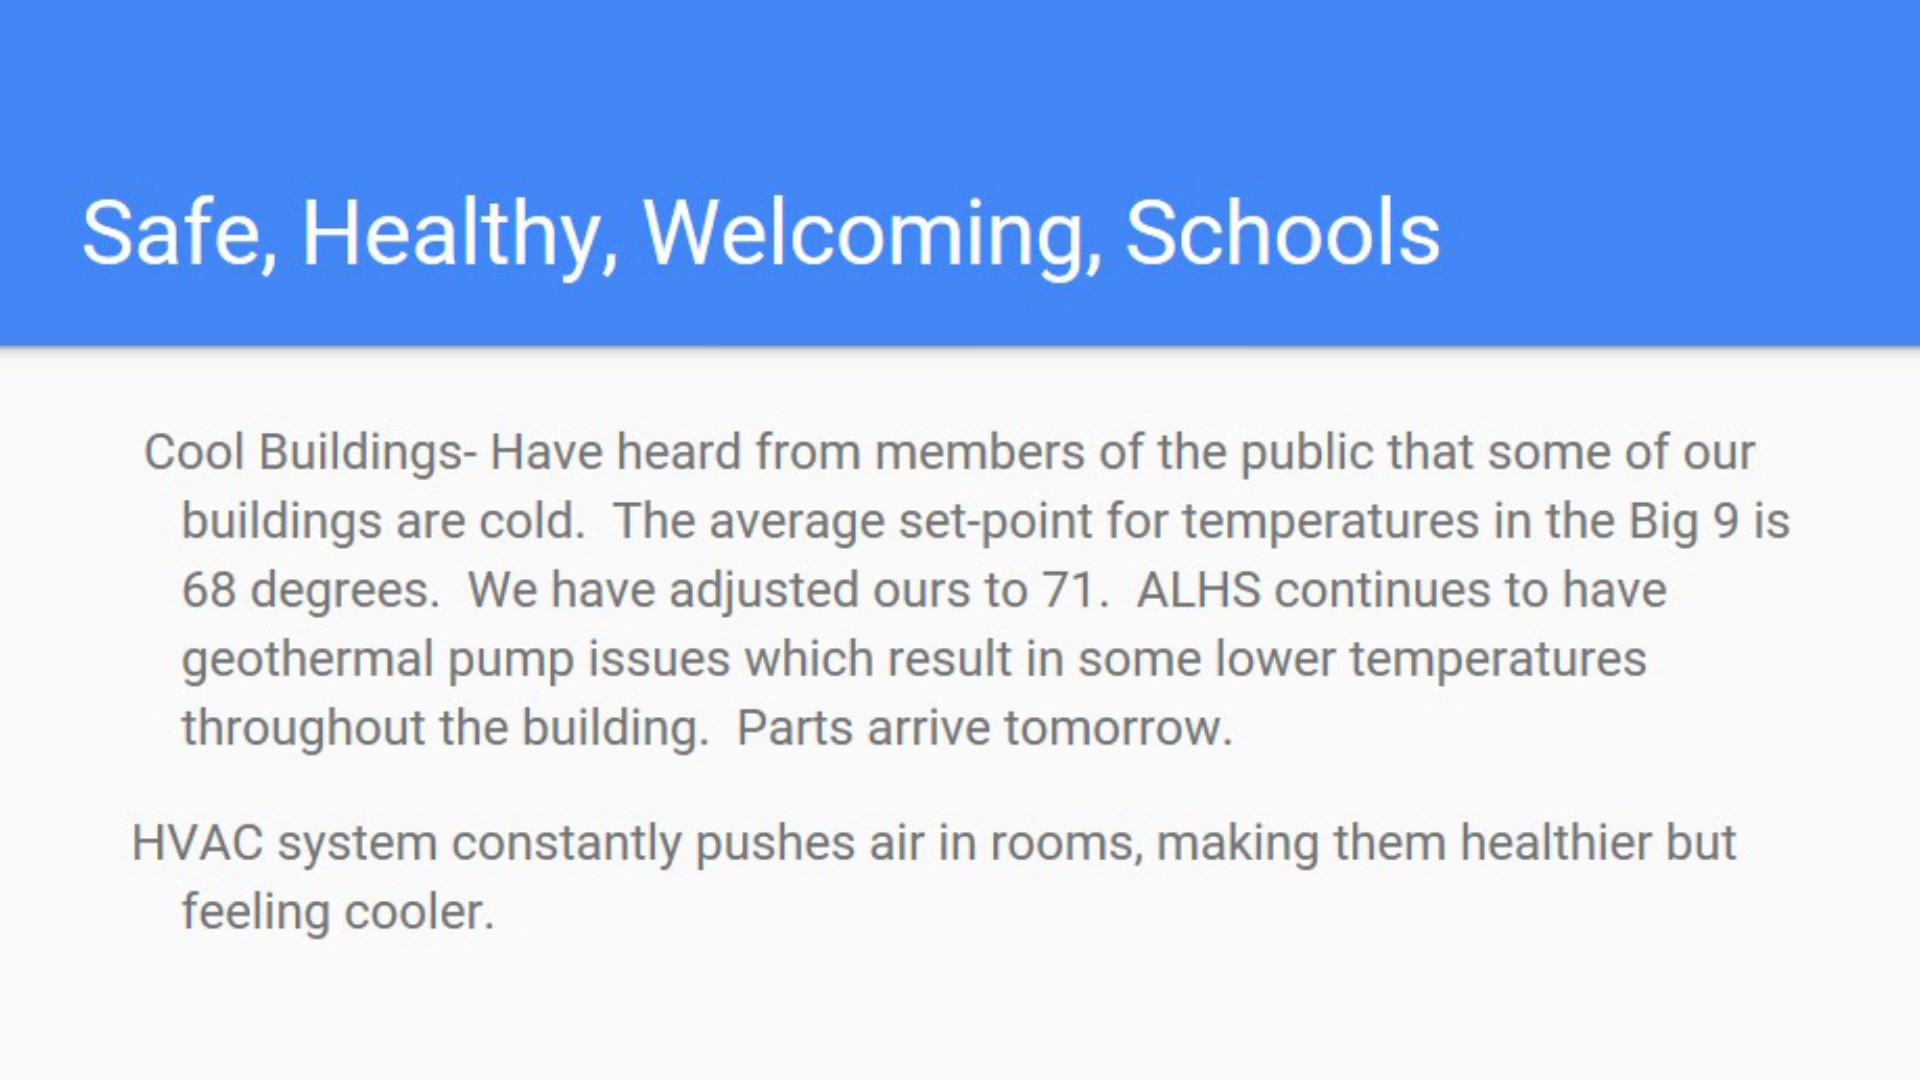 Safe, Healthy, Welcoming, Schools
Cool Buildings- Have heard from members of the public that some of our
buildings are cold.  The average set-point for temperatures in the Big 9 is
68 degrees.  We have adjusted ours to 71.  ALHS continues to have
geothermal pump issues which result in some lower temperatures
throughout the building.  Parts arrive tomorrow.
HVAC system constantly pushes air in rooms, making them healthier but
feeling cooler.